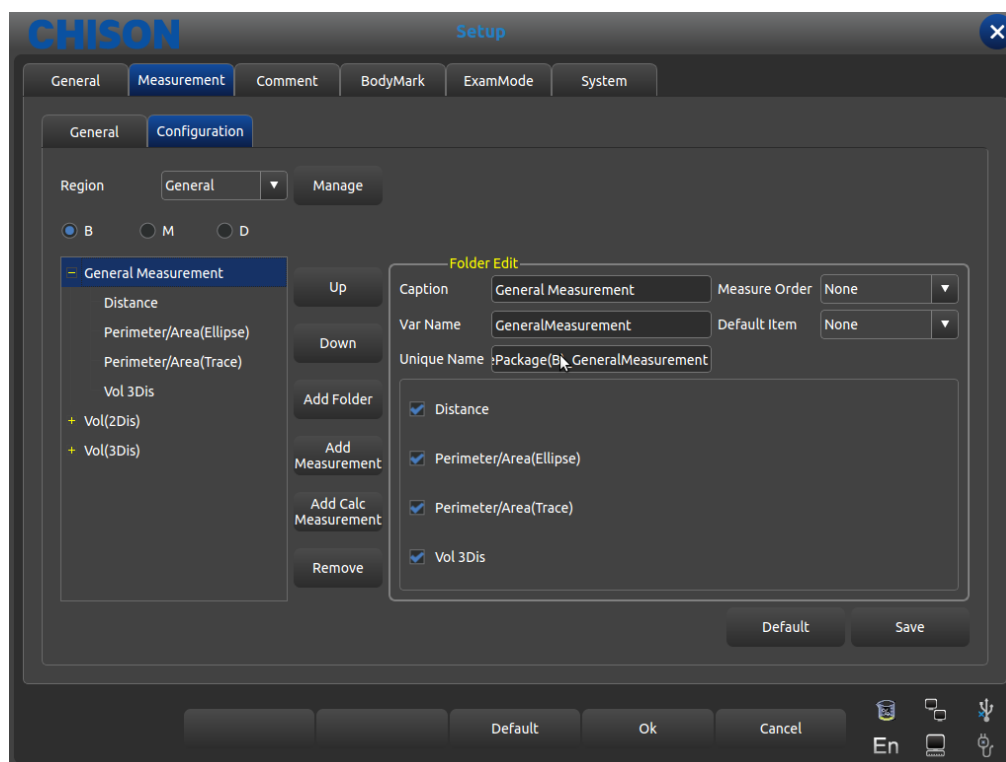 CHISON
Setup
General Measurement Comment BodyMark ExamMode System
General Configuration
Region General Manage
B M D
General Measurement
Distance
Perimeter/Area(Ellipse)
Perimeter/Area(Trace)
Vol 3Dis
+ Vol(2Dis)
+ Vol(3Dis)
Up
Down
Add Folder
Add
Measurement
Add Calc
Measurement
Remove
Folder Edit
Caption General Measurement Measure Order None
Var Name GeneralMeasurement Default Item None
Unique Name ePackage(B)_GeneralMeasurement
Distance
Perimeter/Area(Ellipse)
Perimeter/Area(Trace)
Vol 3Dis
Default Save
Default Ok Cancel
En